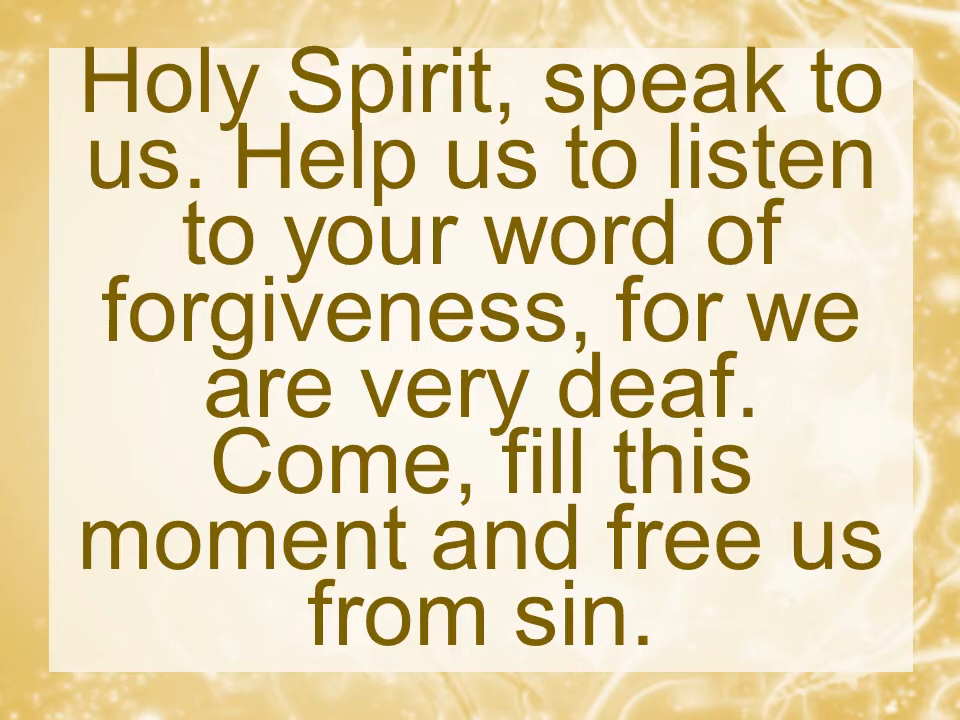 Holy Spirit, speak to
us. Help us to listen
to your word of
forgiveness, for we
are very deaf.
Come, fill this
moment and free us
from sin.